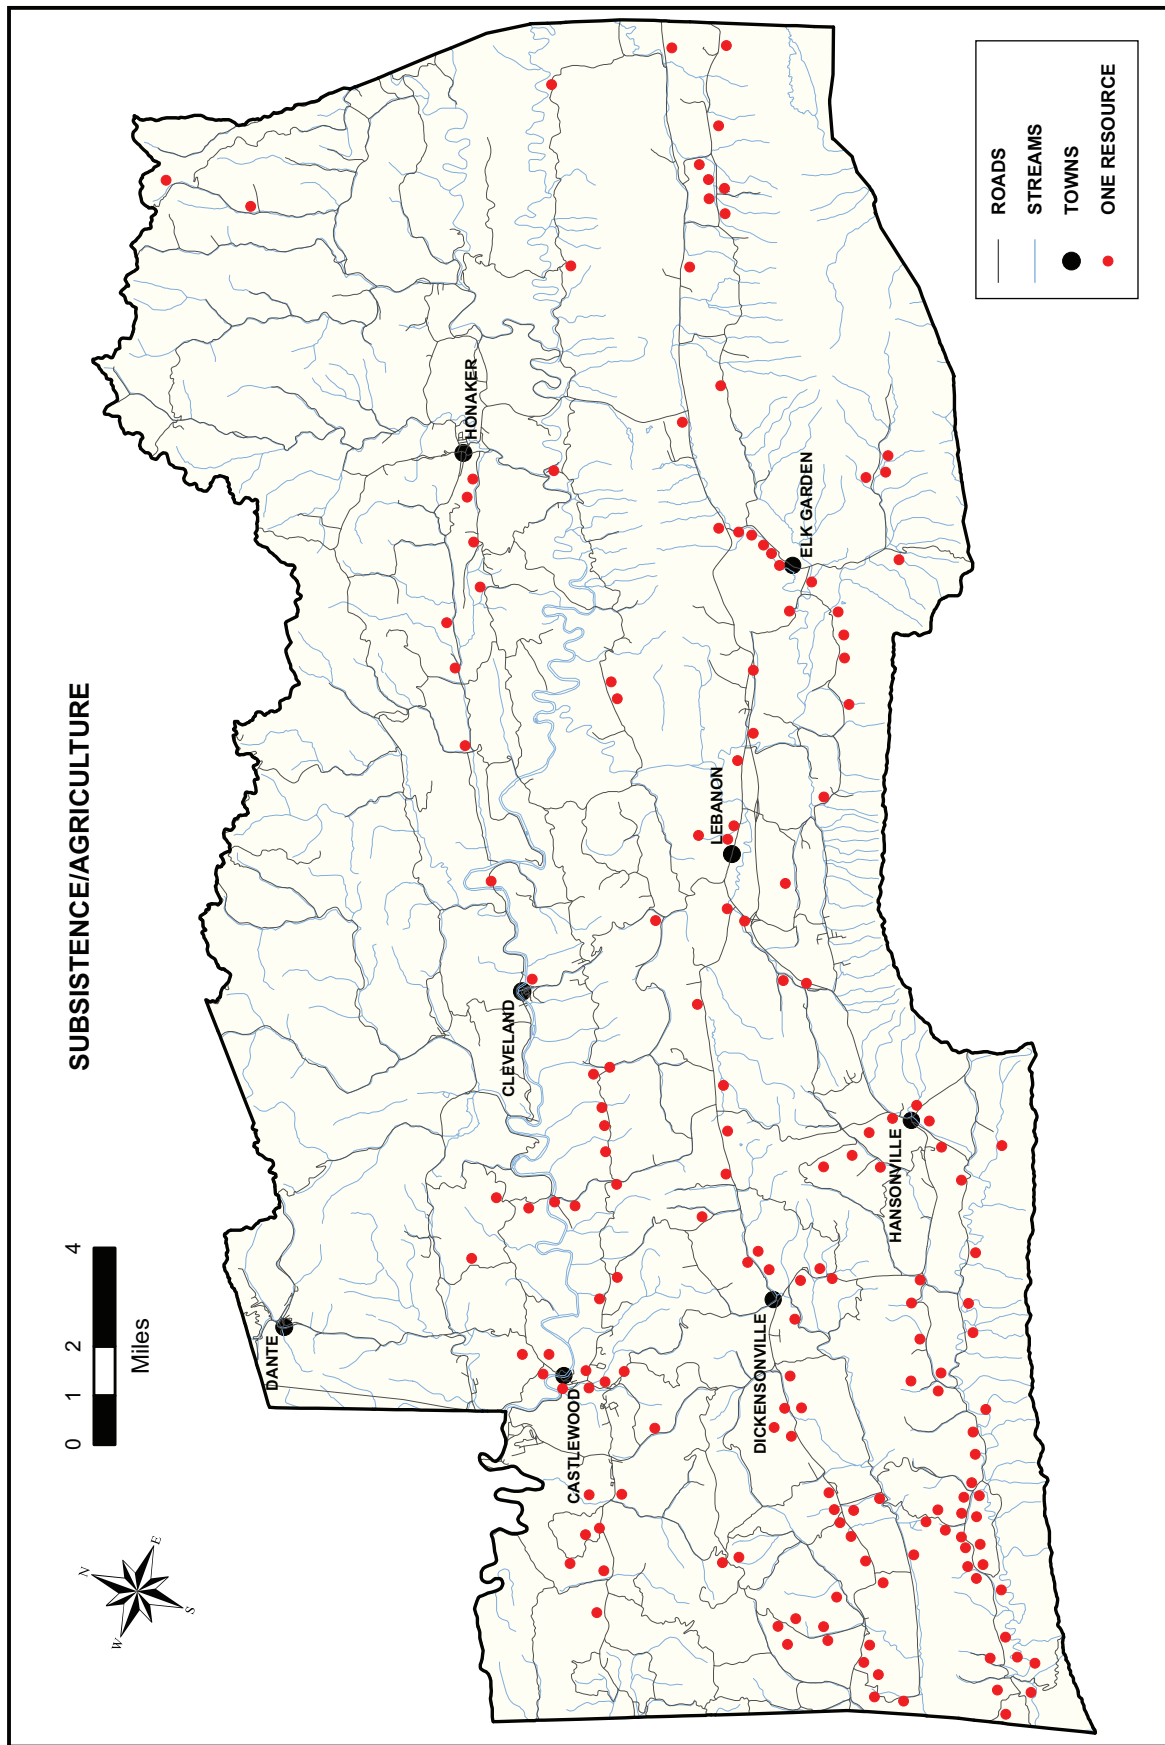 SUBSISTENCE/AGRICULTURE
0 1 2 4
Miles
N
E
S
W
DANTE
CASTLEWOOD
CLEVELAND
HONAKER
DICKENSONVILLE
HANSONVILLE
LEBANON
ELK GARDEN
ROADS
STREAMS
TOWNS
ONE RESOURCE